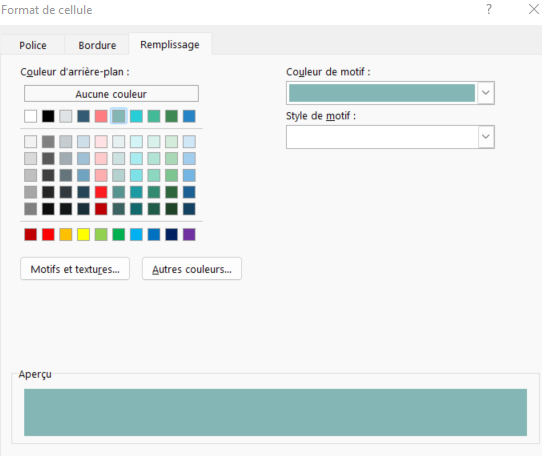 Format de cellule
?
Police
Bordure
Remplissage
Couleur d'arrière-plan :
Aucune couleur
Motifs et textures...
Autres couleurs...
Couleur de motif :
Style de motif :
Aperçu